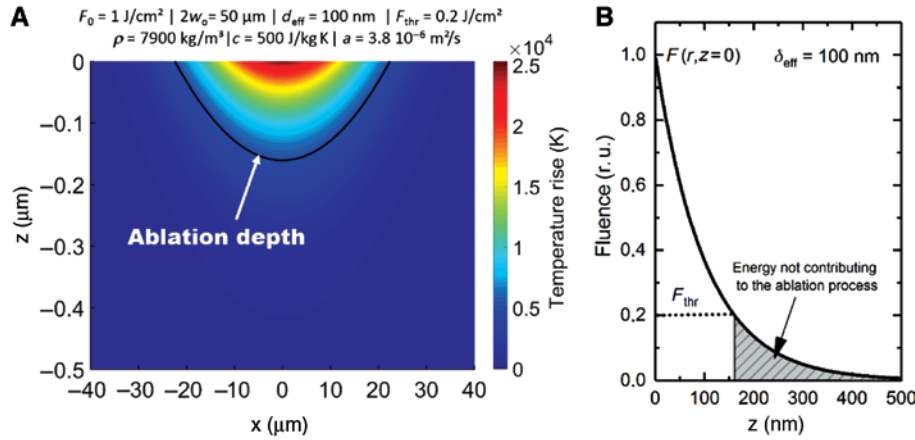 A
F₀ = 1 J/cm² | 2w₀= 50 µm | d_eff = 100 nm | F_thr = 0.2 J/cm²
ρ = 7900 kg/m³|c = 500 J/kg K | a = 3.8 10⁻⁶ m²/s
×10⁴
0
−0.1
−0.2
−0.3
−0.4
−0.5
z (µm)
Ablation depth
−40 −30 −20 −10 0 10 20 30 40
x (µm)
2.5
2
1.5
1
0.5
0
Temperature rise (K)
B
F(r,z=0) δ_eff = 100 nm
1.0
0.8
0.6
0.4
0.2
0.0
Fluence (r. u.)
Energy not contributing
to the ablation process
F_thr
0 100 200 300 400 500
z (nm)